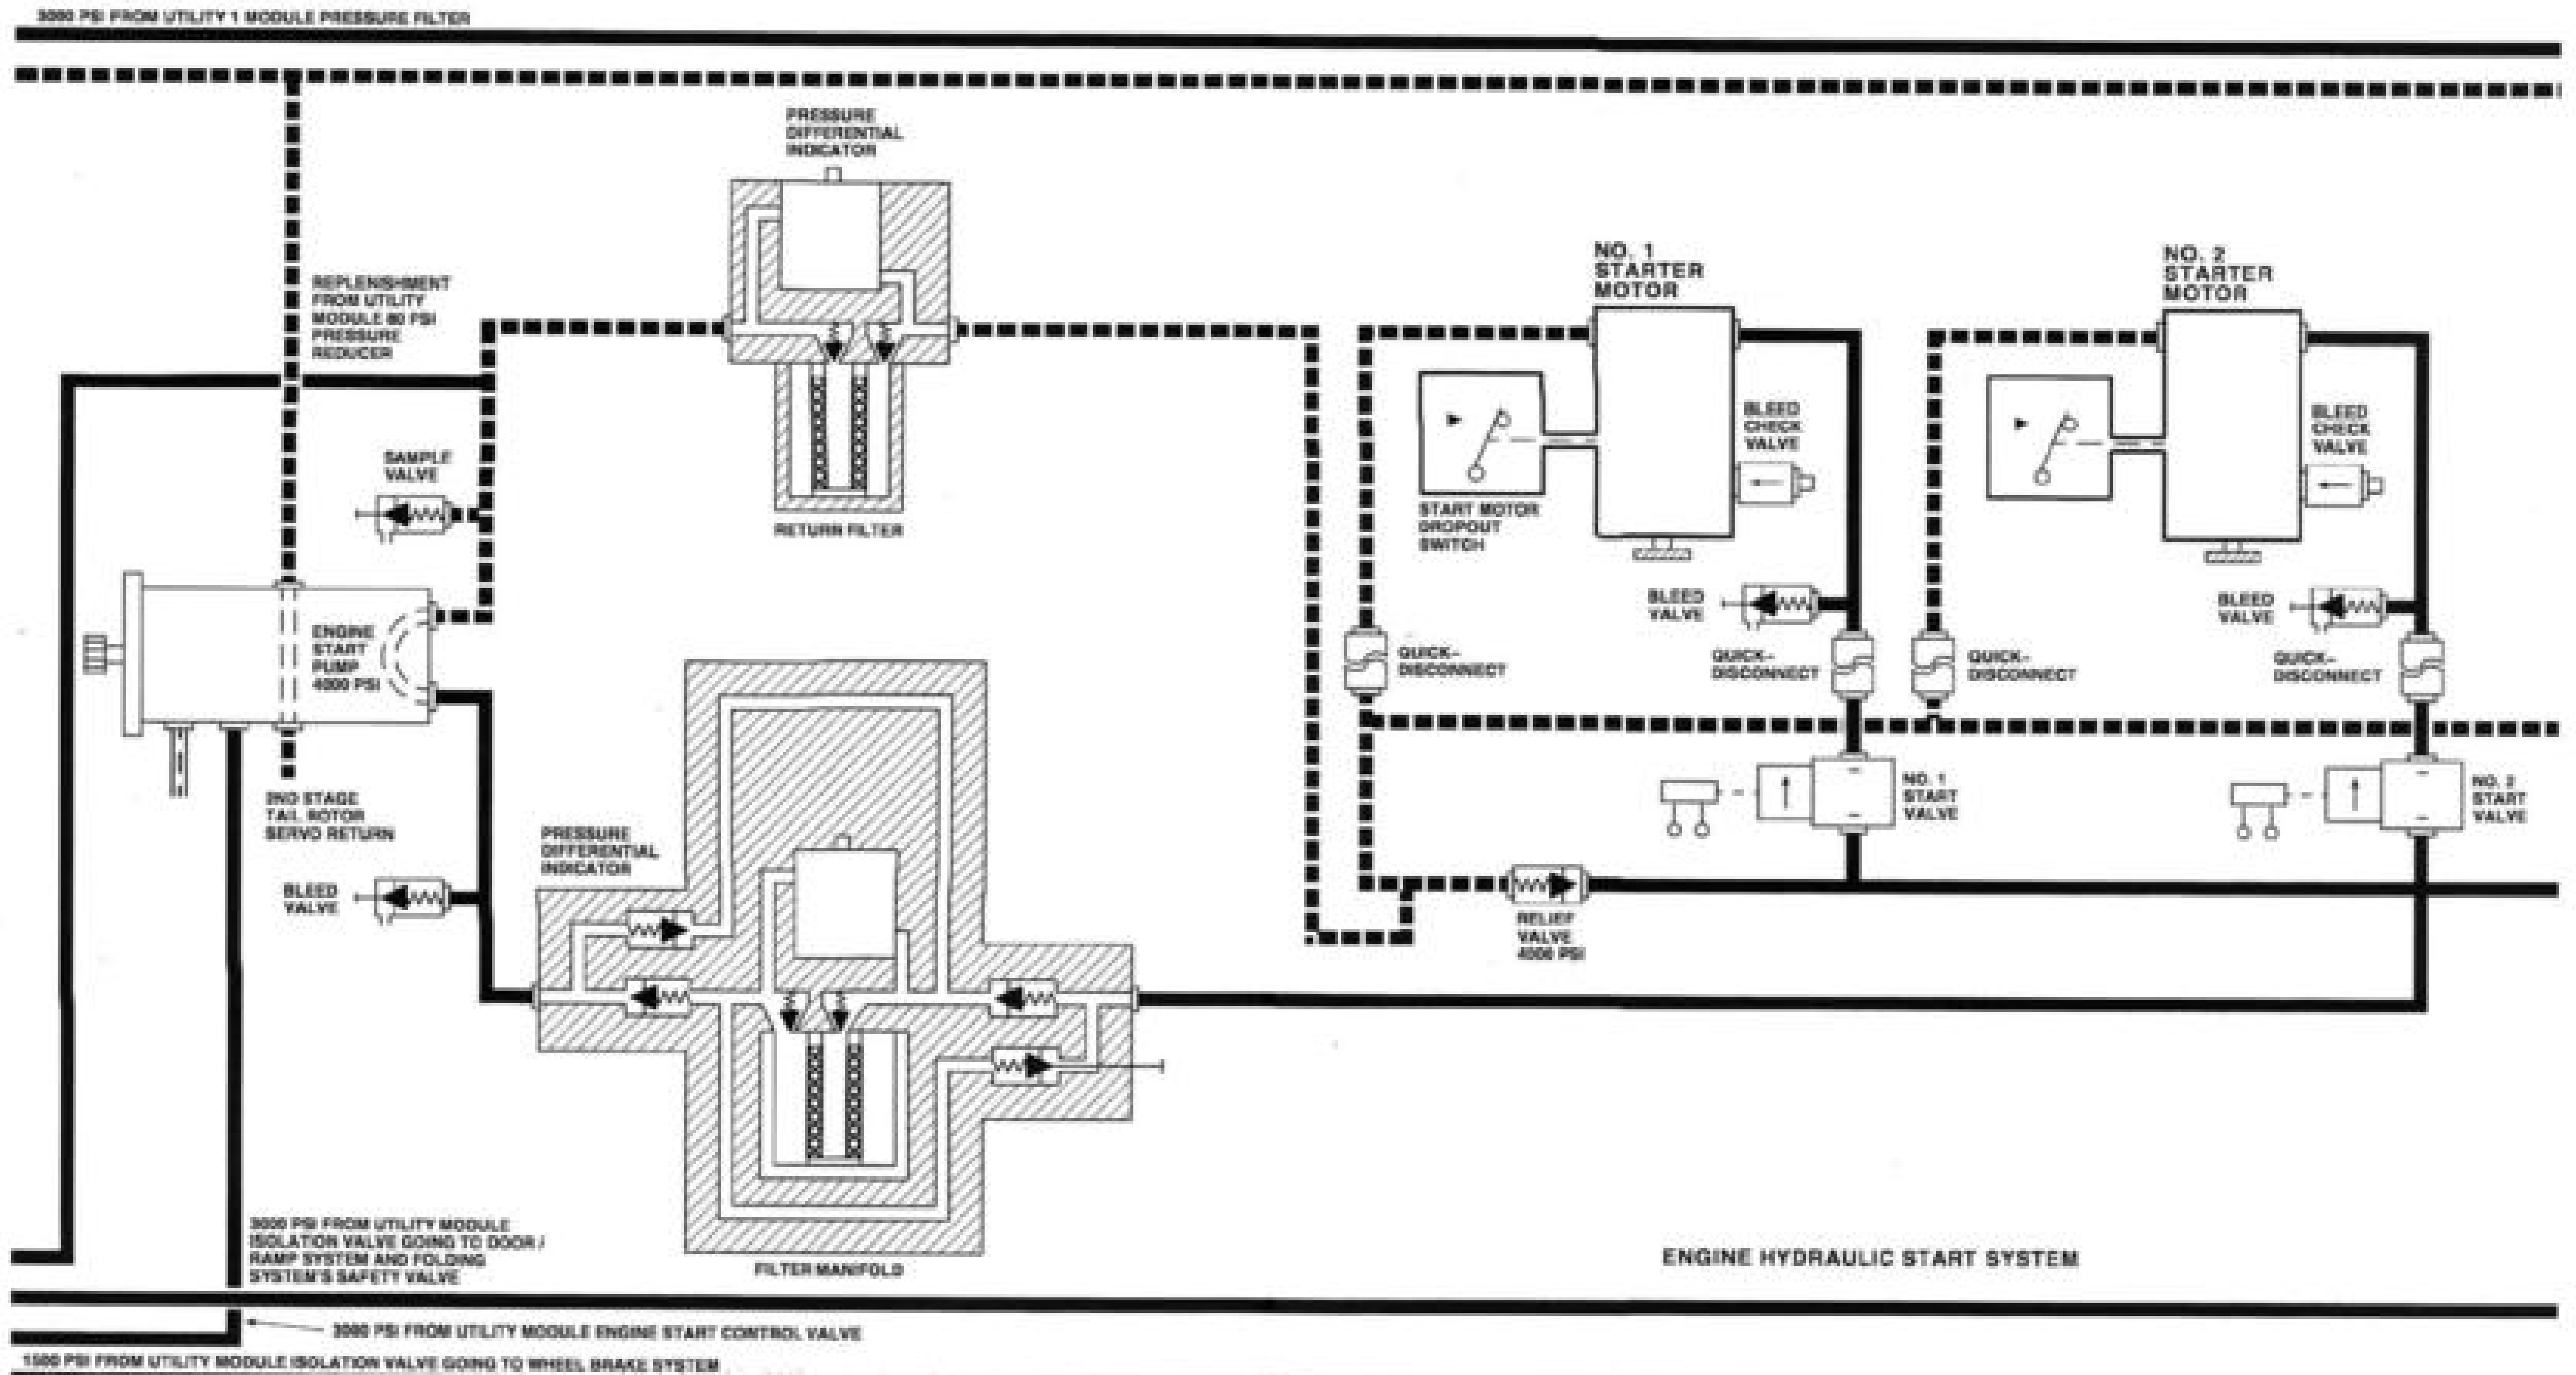 3000 PSI FROM UTILITY 1 MODULE PRESSURE FILTER
PRESSURE
DIFFERENTIAL
INDICATOR
REPLENISHMENT
FROM UTILITY
MODULE 80 PSI
PRESSURE
REDUCER
SAMPLE
VALVE
RETURN FILTER
NO. 1
STARTER
MOTOR
BLEED
CHECK
VALVE
START MOTOR
DROPOUT
SWITCH
NO. 2
STARTER
MOTOR
BLEED
CHECK
VALVE
ENGINE
START
PUMP
4000 PSI
BLEED
VALVE
BLEED
VALVE
QUICK-
DISCONNECT
QUICK-
DISCONNECT
QUICK-
DISCONNECT
QUICK-
DISCONNECT
2ND STAGE
TAIL ROTOR
SERVO RETURN
NO. 1
START
VALVE
NO. 2
START
VALVE
BLEED
VALVE
PRESSURE
DIFFERENTIAL
INDICATOR
RELIEF
VALVE
4000 PSI
3000 PSI FROM UTILITY MODULE
ISOLATION VALVE GOING TO DOOR /
RAMP SYSTEM AND FOLDING
SYSTEM'S SAFETY VALVE
FILTER MANIFOLD
ENGINE HYDRAULIC START SYSTEM
3000 PSI FROM UTILITY MODULE ENGINE START CONTROL VALVE
1500 PSI FROM UTILITY MODULE ISOLATION VALVE GOING TO WHEEL BRAKE SYSTEM